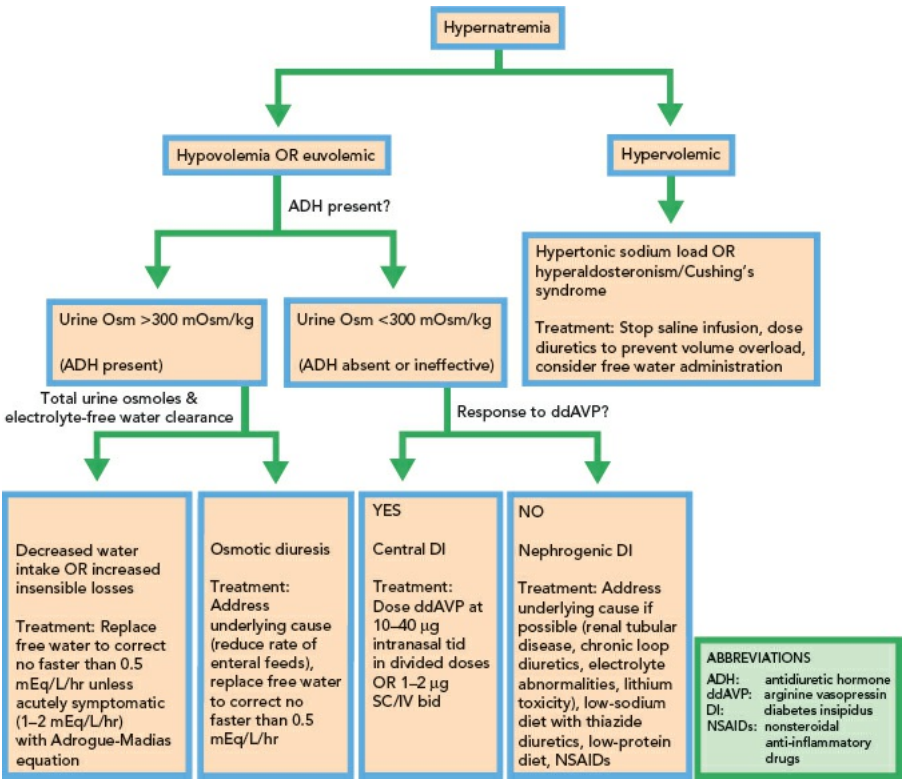 Hypernatremia
Hypovolemia OR euvolemic
Hypervolemic
ADH present?
Hypertonic sodium load OR
hyperaldosteronism/Cushing's
syndrome
Treatment: Stop saline infusion, dose
diuretics to prevent volume overload,
consider free water administration
Urine Osm >300 mOsm/kg
(ADH present)
Urine Osm <300 mOsm/kg
(ADH absent or ineffective)
Total urine osmoles &
electrolyte-free water clearance
Response to ddAVP?
Decreased water
intake OR increased
insensible losses
Treatment: Replace
free water to correct
no faster than 0.5
mEq/L/hr unless
acutely symptomatic
(1–2 mEq/L/hr)
with Adrogue-Madias
equation
Osmotic diuresis
Treatment:
Address
underlying cause
(reduce rate of
enteral feeds),
replace free water
to correct no
faster than 0.5
mEq/L/hr
YES
Central DI
Treatment:
Dose ddAVP at
10–40 µg
intranasal tid
in divided doses
OR 1–2 µg
SC/IV bid
NO
Nephrogenic DI
Treatment: Address
underlying cause if
possible (renal tubular
disease, chronic loop
diuretics, electrolyte
abnormalities, lithium
toxicity), low-sodium
diet with thiazide
diuretics, low-protein
diet, NSAIDs
ABBREVIATIONS
ADH: antidiuretic hormone
ddAVP: arginine vasopressin
DI: diabetes insipidus
NSAIDs: nonsteroidal
anti-inflammatory
drugs